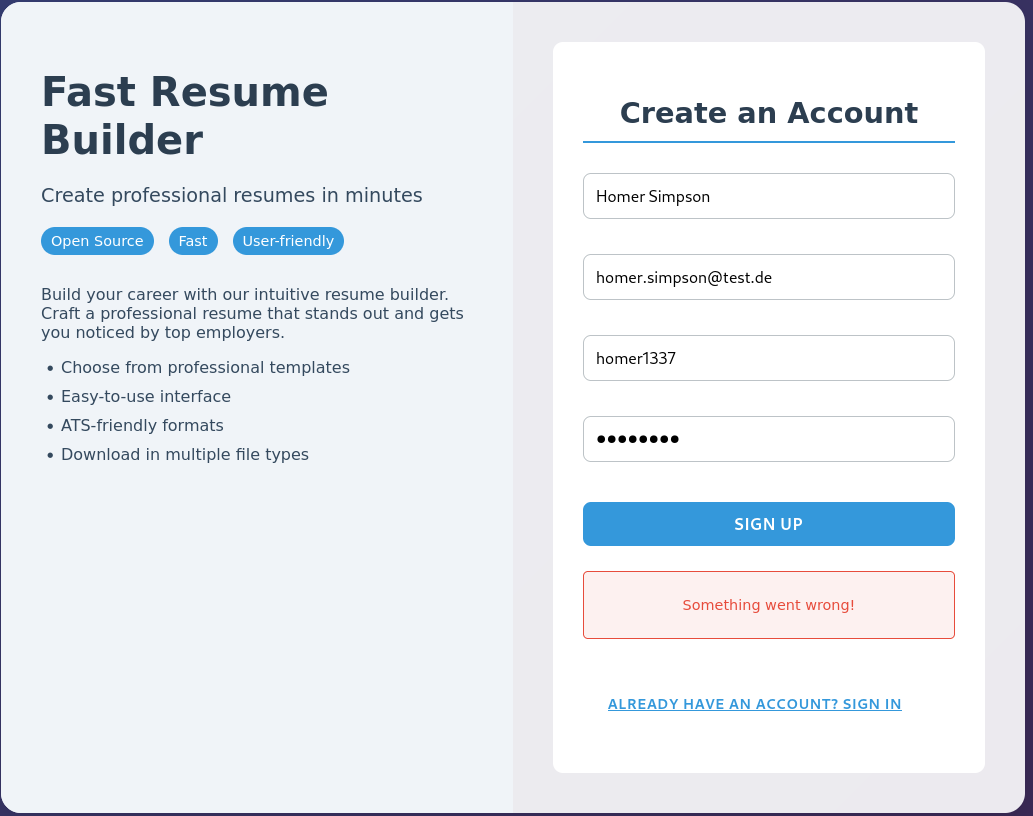 Fast Resume
Builder
Create professional resumes in minutes
Open Source Fast User-friendly
Build your career with our intuitive resume builder.
Craft a professional resume that stands out and gets
you noticed by top employers.
• Choose from professional templates
• Easy-to-use interface
• ATS-friendly formats
• Download in multiple file types
Create an Account
Homer Simpson
homer.simpson@test.de
homer1337
••••••••
SIGN UP
Something went wrong!
ALREADY HAVE AN ACCOUNT? SIGN IN